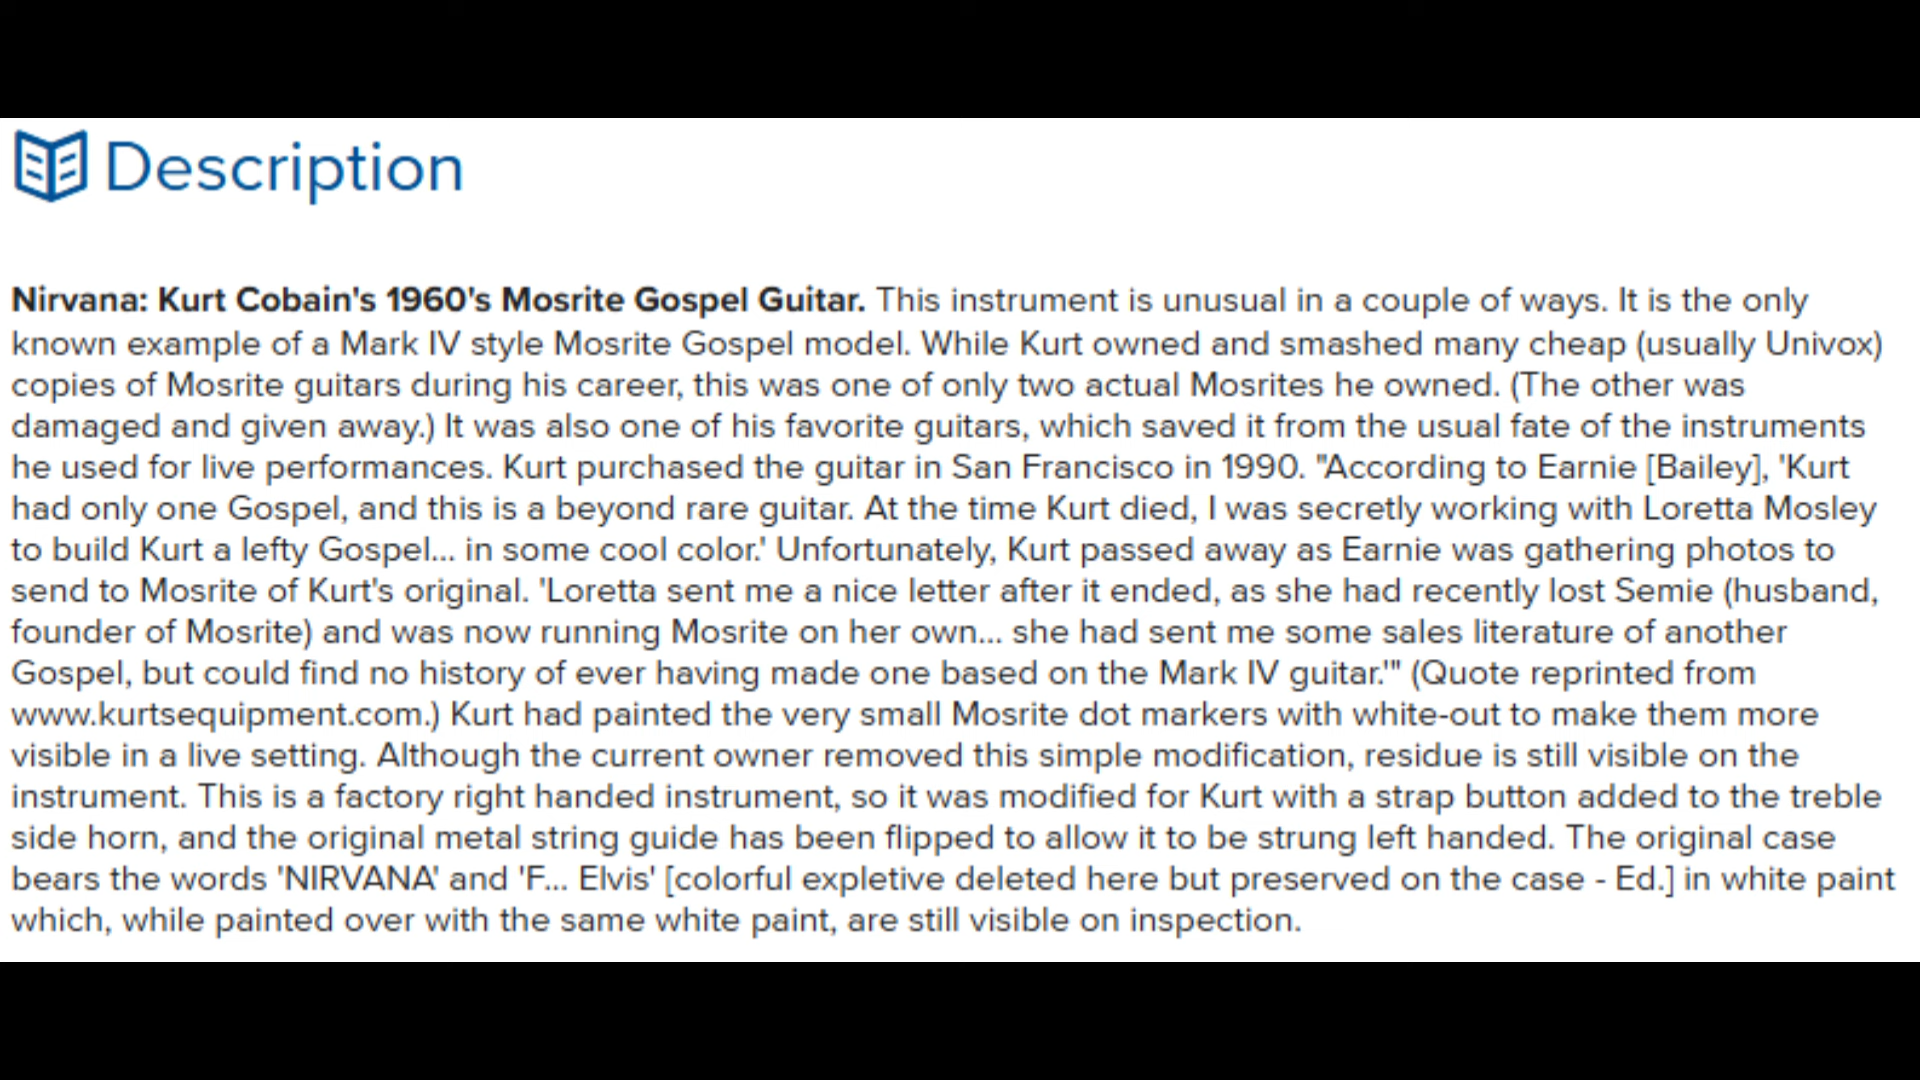 Description
Nirvana: Kurt Cobain's 1960's Mosrite Gospel Guitar. This instrument is unusual in a couple of ways. It is the only
known example of a Mark IV style Mosrite Gospel model. While Kurt owned and smashed many cheap (usually Univox)
copies of Mosrite guitars during his career, this was one of only two actual Mosrites he owned. (The other was
damaged and given away.) It was also one of his favorite guitars, which saved it from the usual fate of the instruments
he used for live performances. Kurt purchased the guitar in San Francisco in 1990. "According to Earnie [Bailey], 'Kurt
had only one Gospel, and this is a beyond rare guitar. At the time Kurt died, I was secretly working with Loretta Mosley
to build Kurt a lefty Gospel... in some cool color.' Unfortunately, Kurt passed away as Earnie was gathering photos to
send to Mosrite of Kurt's original. 'Loretta sent me a nice letter after it ended, as she had recently lost Semie (husband,
founder of Mosrite) and was now running Mosrite on her own... she had sent me some sales literature of another
Gospel, but could find no history of ever having made one based on the Mark IV guitar.'" (Quote reprinted from
www.kurtsequipment.com.) Kurt had painted the very small Mosrite dot markers with white-out to make them more
visible in a live setting. Although the current owner removed this simple modification, residue is still visible on the
instrument. This is a factory right handed instrument, so it was modified for Kurt with a strap button added to the treble
side horn, and the original metal string guide has been flipped to allow it to be strung left handed. The original case
bears the words 'NIRVANA' and 'F... Elvis' [colorful expletive deleted here but preserved on the case - Ed.] in white paint
which, while painted over with the same white paint, are still visible on inspection.